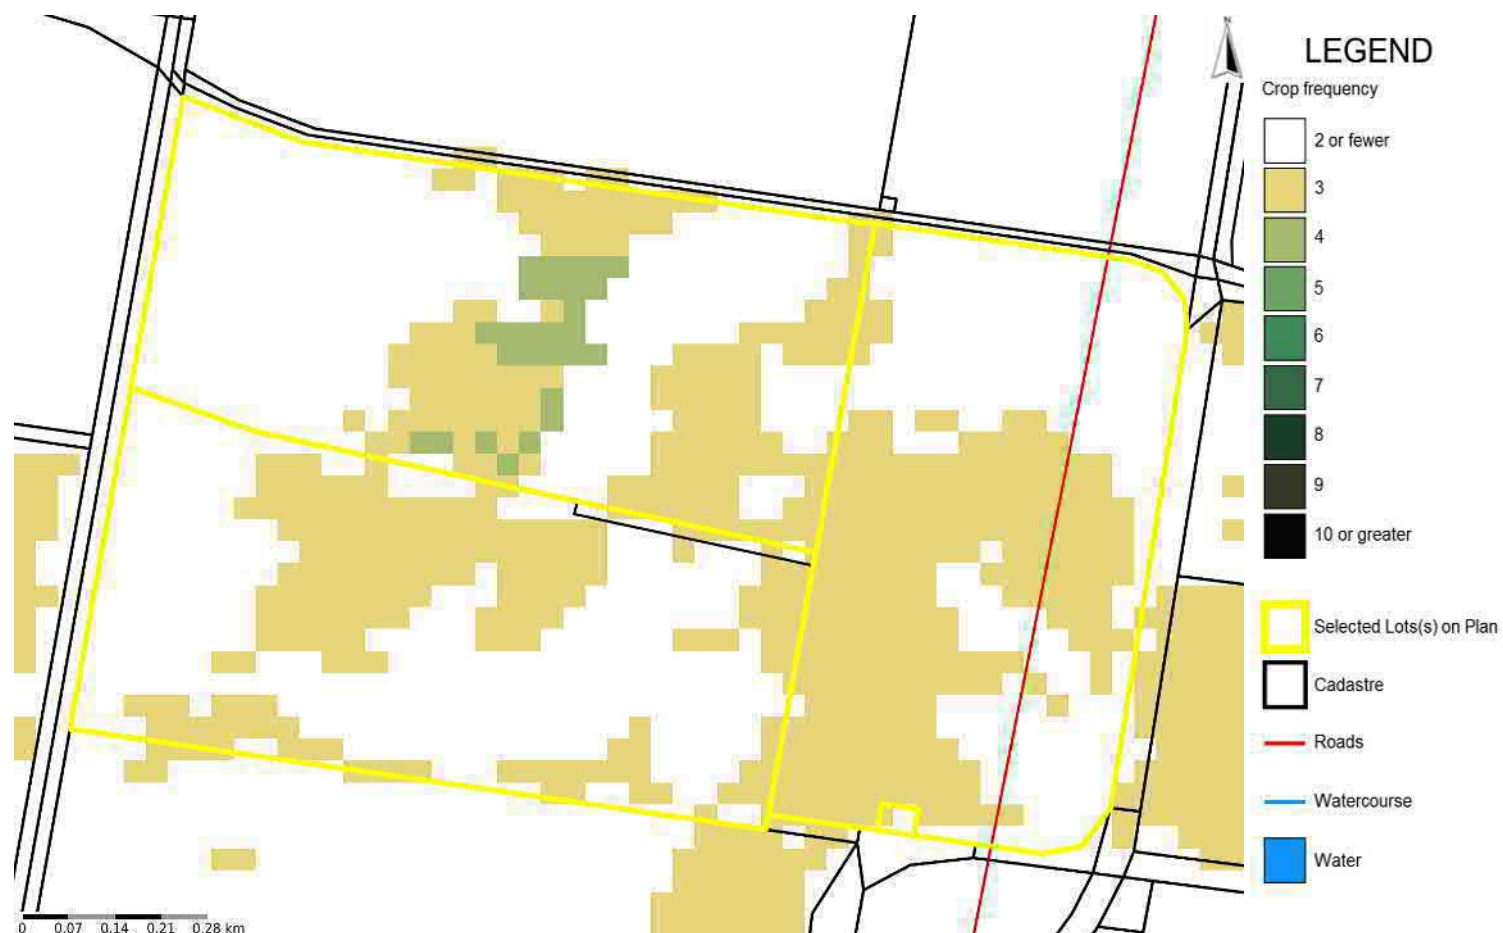 N
LEGEND
Crop frequency
2 or fewer
3
4
5
6
7
8
9
10 or greater
Selected Lots(s) on Plan
Cadastre
Roads
Watercourse
Water
0 0.07 0.14 0.21 0.28 km